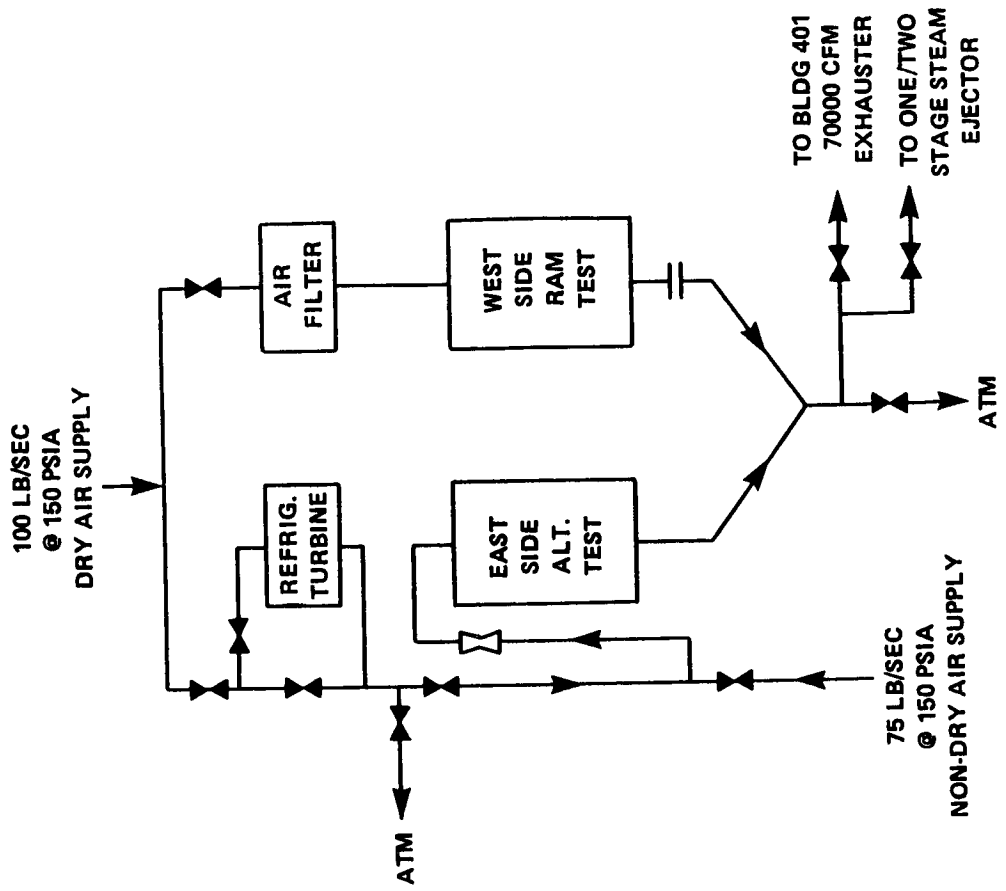 100 LB/SEC
@ 150 PSIA
DRY AIR SUPPLY
REFRIG.
TURBINE
AIR
FILTER
ATM
EAST
SIDE
ALT.
TEST
WEST
SIDE
RAM
TEST
75 LB/SEC
@ 150 PSIA
NON-DRY AIR SUPPLY
TO BLDG 401
70000 CFM
EXHAUSTER
TO ONE/TWO
STAGE STEAM
EJECTOR
ATM